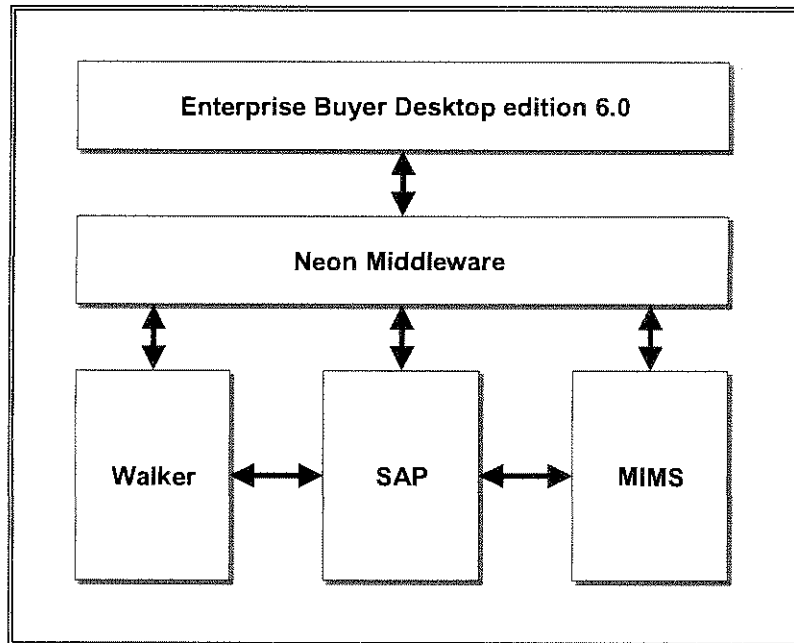 Enterprise Buyer Desktop edition 6.0
Neon Middleware
Walker
SAP
MIMS